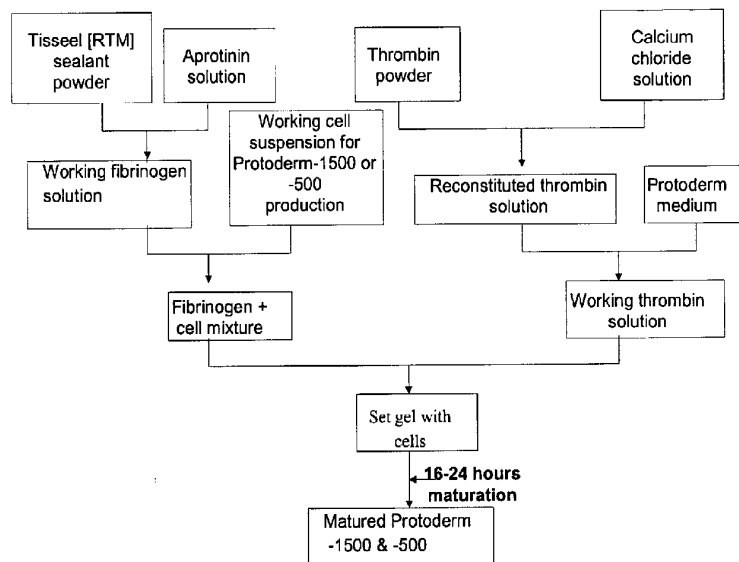 Tisseel [RTM]
sealant
powder
Aprotinin
solution
Thrombin
powder
Calcium
chloride
solution
Working fibrinogen
solution
Working cell
suspension for
Protoderm-1500 or
-500
production
Reconstituted thrombin
solution
Protoderm
medium
Fibrinogen +
cell mixture
Working thrombin
solution
Set gel with
cells
16-24 hours
maturation
Matured Protoderm
-1500 & -500